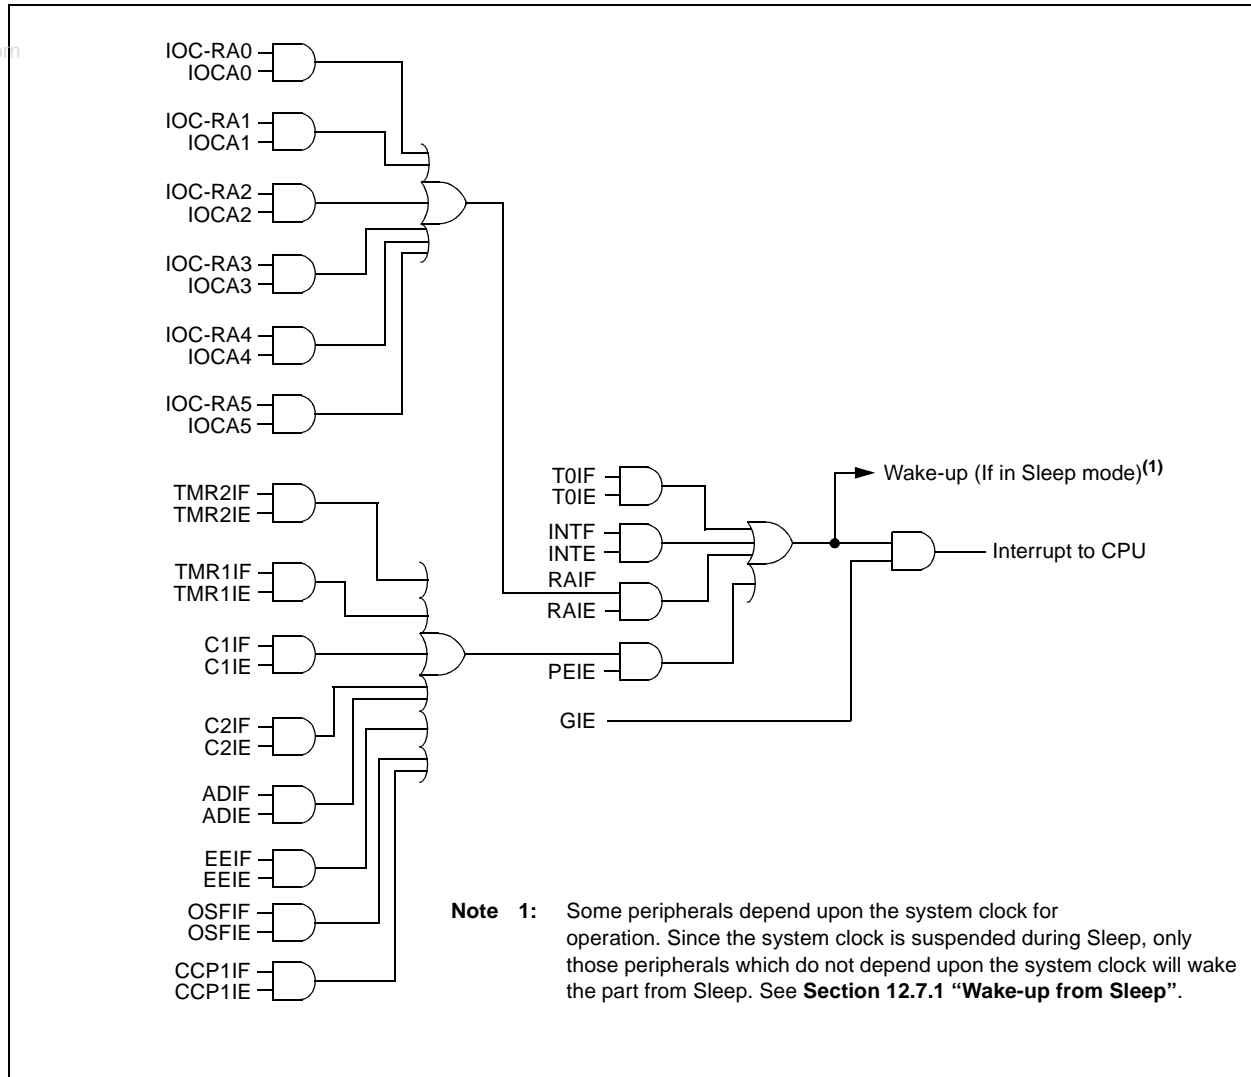 om
IOC-RA0
IOCA0
IOC-RA1
IOCA1
IOC-RA2
IOCA2
IOC-RA3
IOCA3
IOC-RA4
IOCA4
IOC-RA5
IOCA5
TMR2IF
TMR2IE
TMR1IF
TMR1IE
C1IF
C1IE
C2IF
C2IE
ADIF
ADIE
EEIF
EEIE
OSFIF
OSFIE
CCP1IF
CCP1IE
T0IF
T0IE
INTF
INTE
RAIF
RAIE
PEIE
GIE
Wake-up (If in Sleep mode)(1)
Interrupt to CPU
Note 1: Some peripherals depend upon the system clock for
operation. Since the system clock is suspended during Sleep, only
those peripherals which do not depend upon the system clock will wake
the part from Sleep. See Section 12.7.1 “Wake-up from Sleep”.